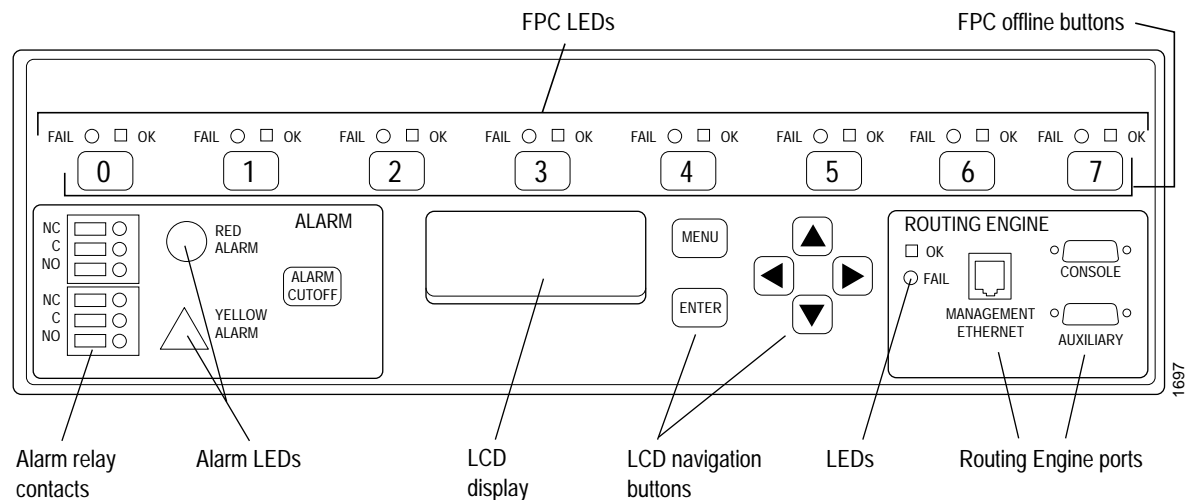 FPC LEDs
FPC offline buttons
FAIL OK FAIL OK FAIL OK FAIL OK FAIL OK FAIL OK FAIL OK FAIL OK
0 1 2 3 4 5 6 7
NC
C
NO
NC
C
NO
RED
ALARM
YELLOW
ALARM
ALARM
ALARM
CUTOFF
MENU
ENTER
ROUTING ENGINE
OK
FAIL
MANAGEMENT
ETHERNET
CONSOLE
AUXILIARY
1697
Alarm relay
contacts
Alarm LEDs
LCD
display
LCD navigation
buttons
LEDs
Routing Engine ports